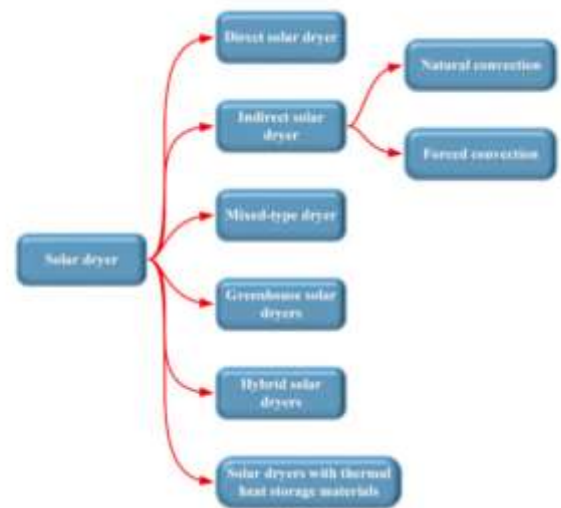 Direct solar dryer
Natural convection
Indirect solar
dryer
Forced convection
Mixed-type dryer
Solar dryer
Greenhouse solar
dryers
Hybrid solar
dryers
Solar dryers with thermal
heat storage materials